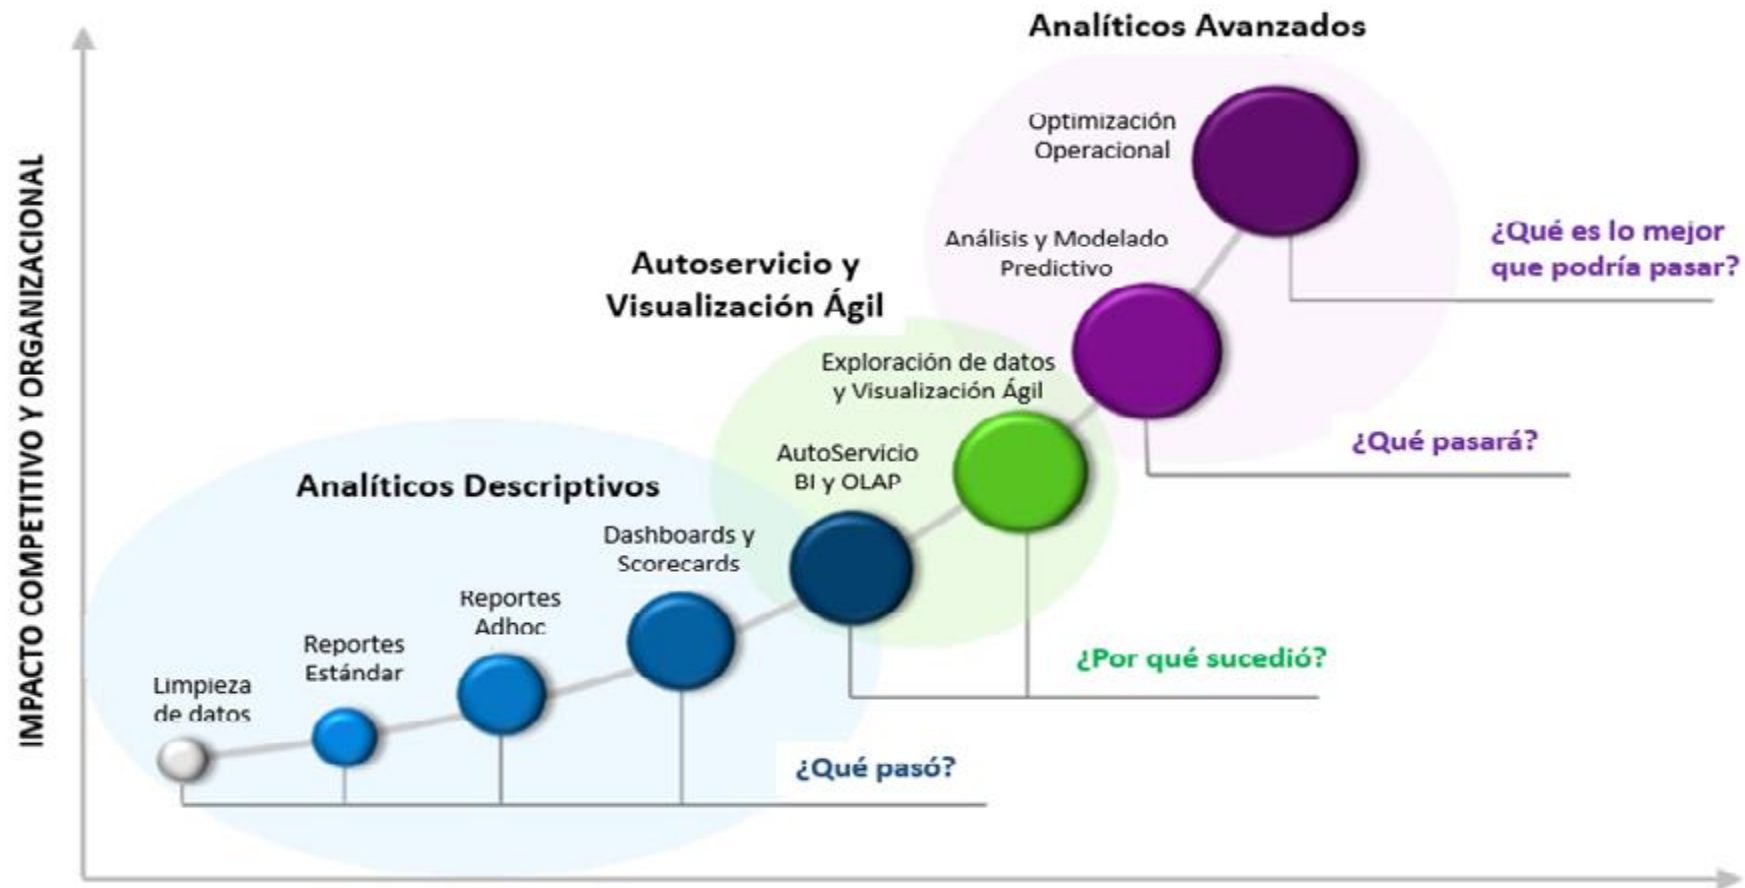 Analíticos Avanzados
Optimización
Operacional
¿Qué es lo mejor
que podría pasar?
Análisis y Modelado
Predictivo
Autoservicio y
Visualización Ágil
¿Qué pasará?
Exploración de datos
y Visualización Ágil
AutoServicio
BI y OLAP
Analíticos Descriptivos
Dashboards y
Scorecards
¿Por qué sucedió?
Reportes
Adhoc
Reportes
Estándar
Limpieza
de datos
¿Qué pasó?
IMPACTO COMPETITIVO Y ORGANIZACIONAL